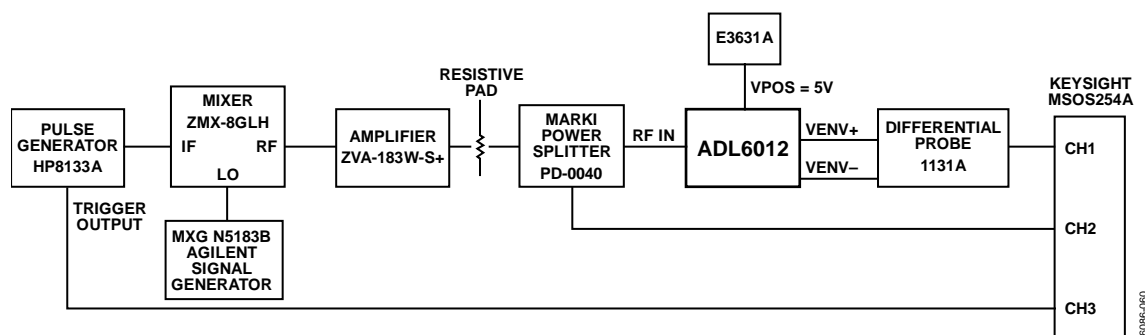 E3631A
RESISTIVE
PAD
VPOS = 5V
KEYSIGHT
MSOS254A
PULSE
GENERATOR
HP8133A
MIXER
ZMX-8GLH
IF
RF
LO
AMPLIFIER
ZVA-183W-S+
MARKI
POWER
SPLITTER
PD-0040
RF IN
ADL6012
VENV+
VENV–
DIFFERENTIAL
PROBE
1131A
CH1
TRIGGER
OUTPUT
MXG N5183B
AGILENT
SIGNAL
GENERATOR
CH2
CH3